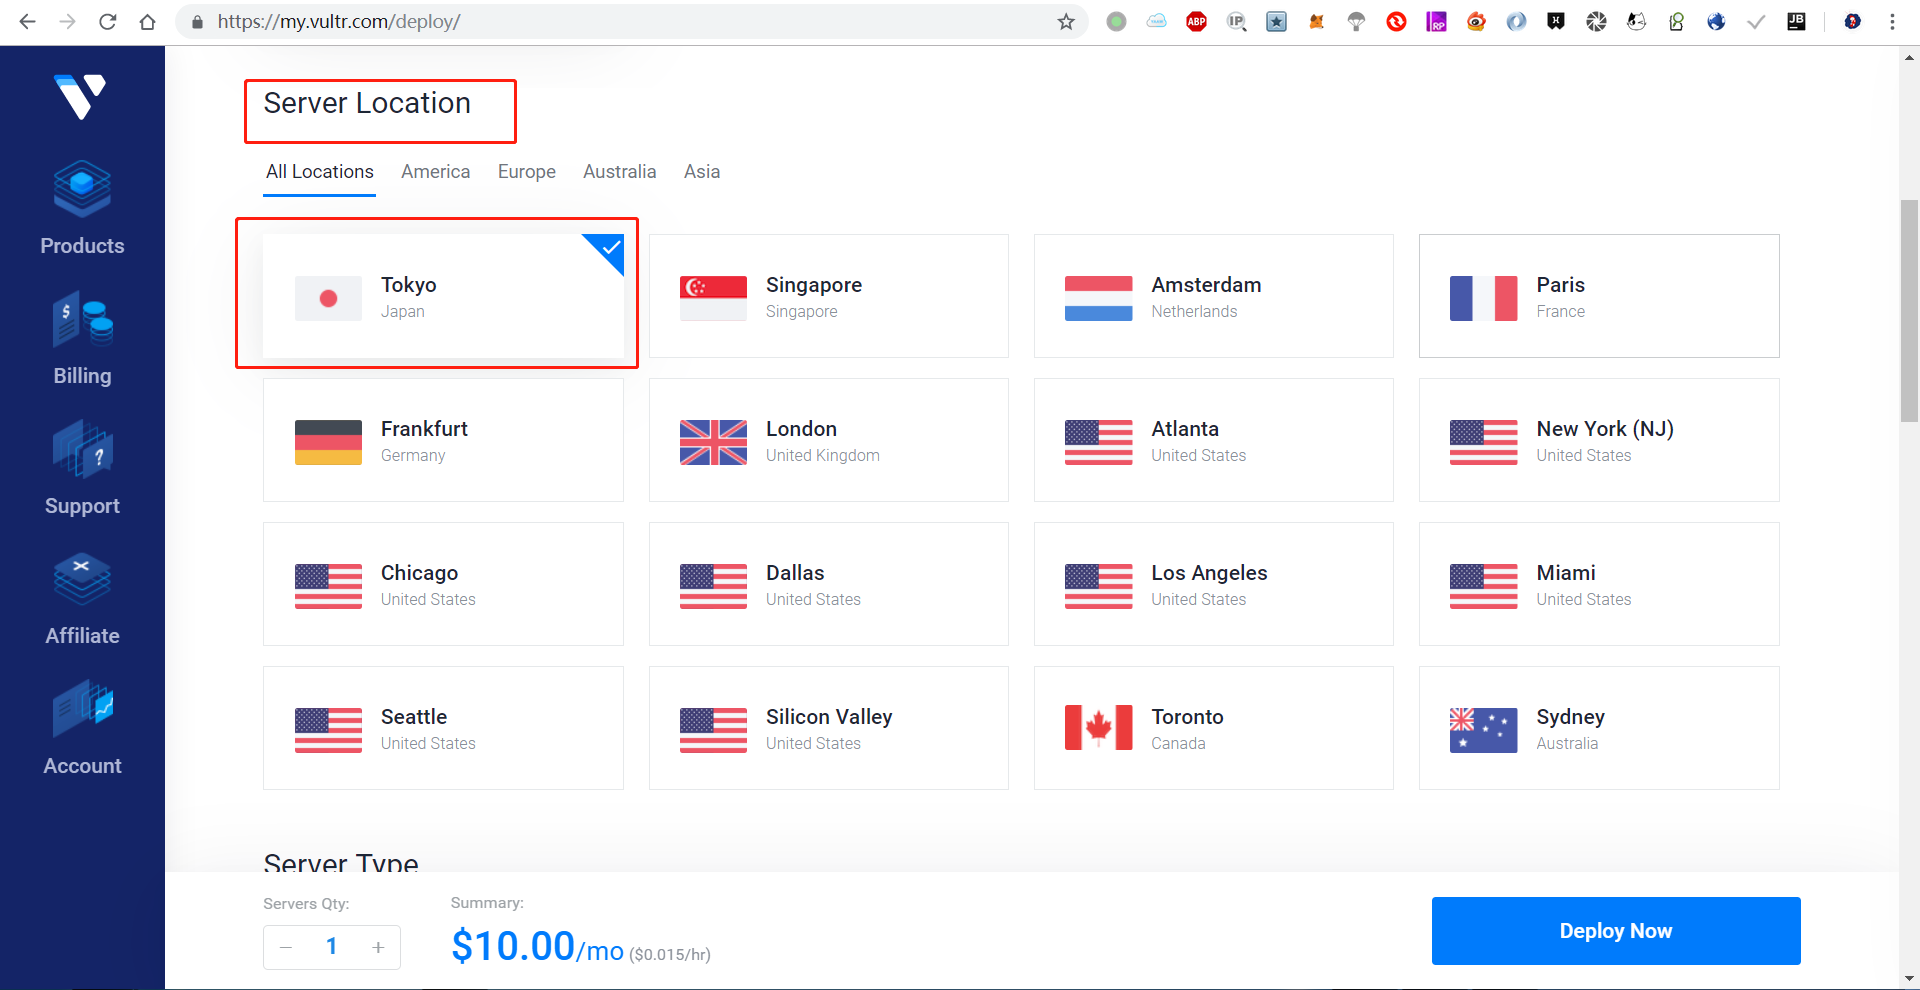 https://my.vultr.com/deploy/
ABP
IP
RP
JB
Server Location
All Locations America Europe Australia Asia
Products
Billing
Support
Affiliate
Account
Tokyo
Japan
Singapore
Singapore
Amsterdam
Netherlands
Paris
France
Frankfurt
Germany
London
United Kingdom
Atlanta
United States
New York (NJ)
United States
Chicago
United States
Dallas
United States
Los Angeles
United States
Miami
United States
Seattle
United States
Silicon Valley
United States
Toronto
Canada
Sydney
Australia
Server Type
Servers Qty:
− 1 +
Summary:
$10.00/mo ($0.015/hr)
Deploy Now